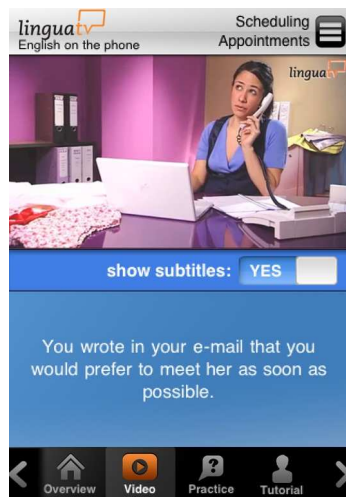 linguatv
English on the phone
Scheduling
Appointments
lingua
show subtitles: YES
You wrote in your e-mail that you
would prefer to meet her as soon as
possible.
Overview
Video
Practice
Tutorial